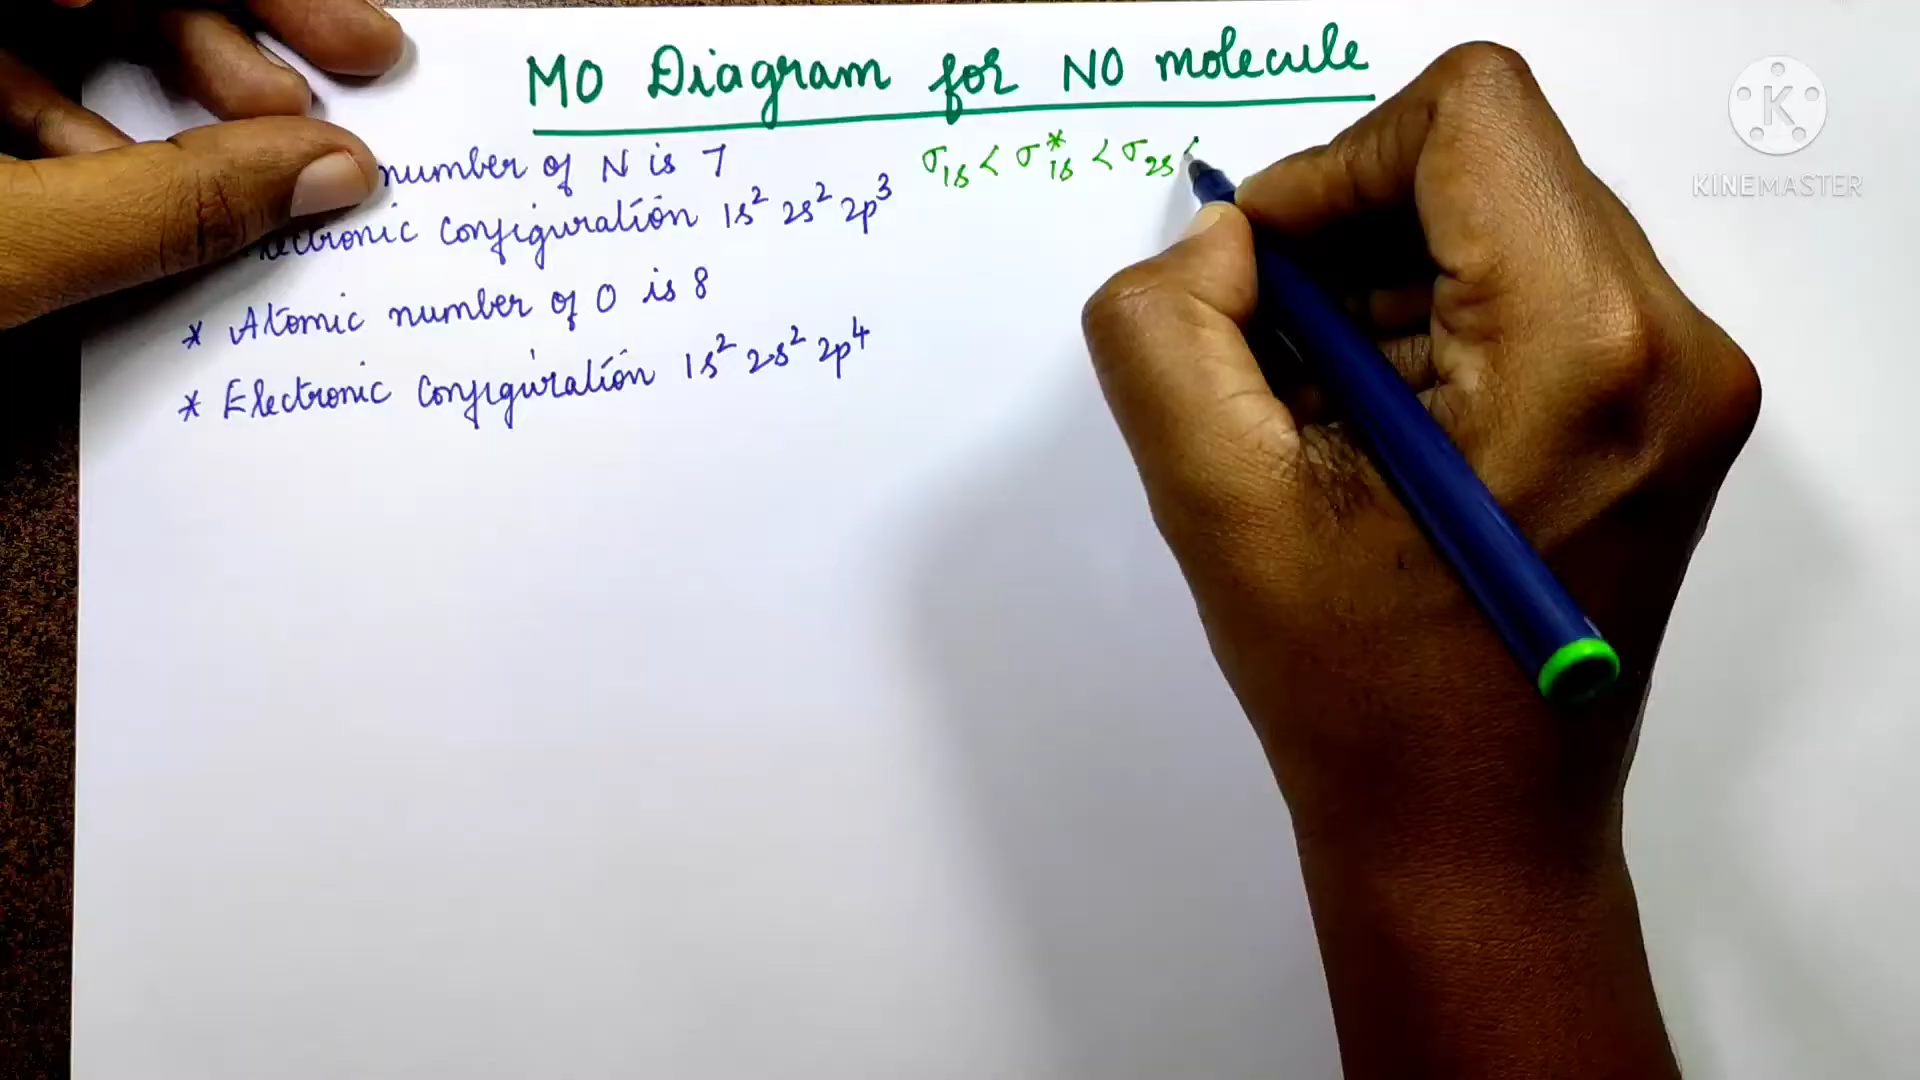 MO Diagram for NO molecule
number of N is 7
σ1s < σ*1s < σ2s <
Electronic configuration 1s² 2s² 2p³
* Atomic number of O is 8
* Electronic configuration 1s² 2s² 2p⁴
K
KINEMASTER